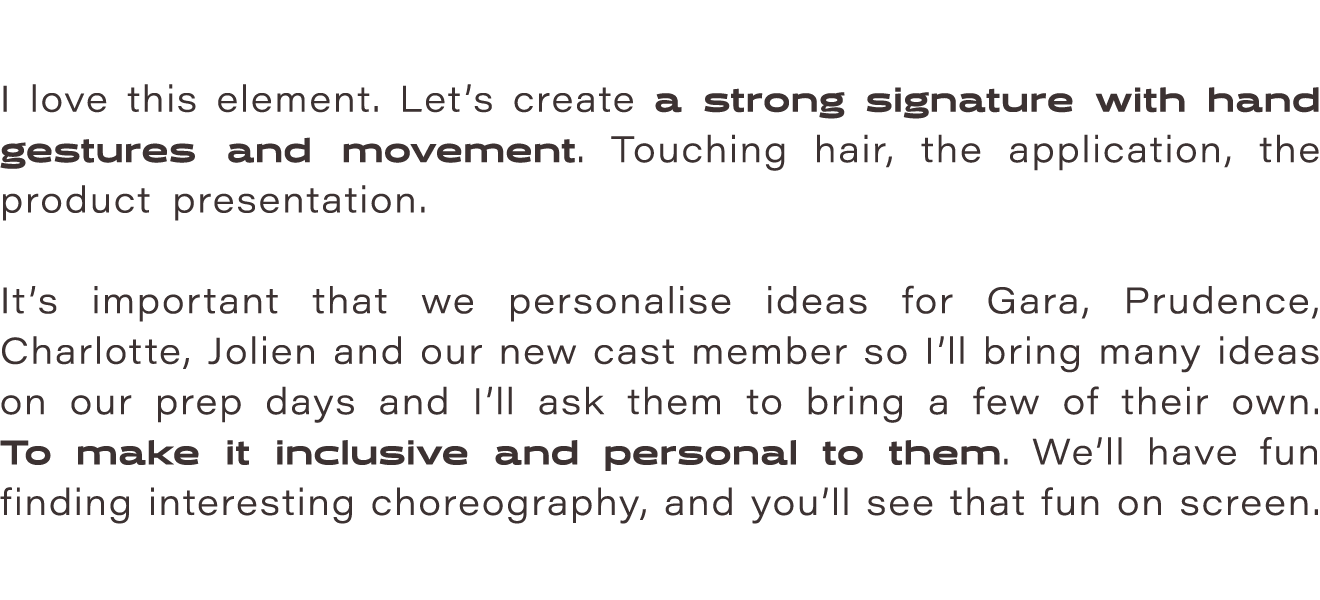 I love this element. Let’s create a strong signature with hand
gestures and movement. Touching hair, the application, the
product presentation.
It’s important that we personalise ideas for Gara, Prudence,
Charlotte, Jolien and our new cast member so I’ll bring many ideas
on our prep days and I’ll ask them to bring a few of their own.
To make it inclusive and personal to them. We’ll have fun
finding interesting choreography, and you’ll see that fun on screen.